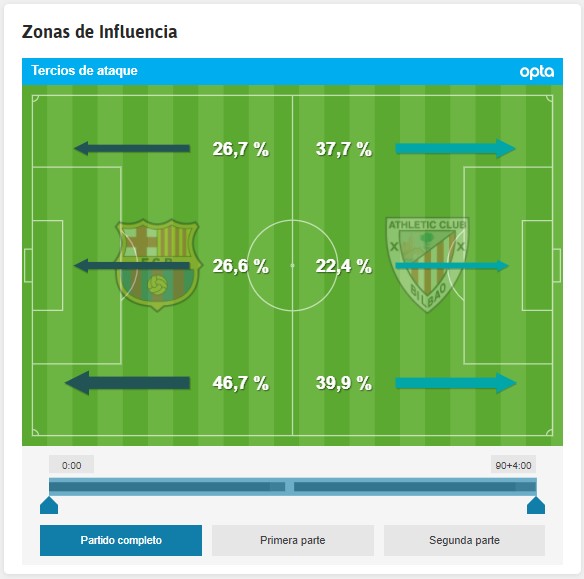 Zonas de Influencia
Tercios de ataque
opta
26,7 %
37,7 %
ATHLETIC CLUB
F C B
26,6 %
22,4 %
BILBAO
46,7 %
39,9 %
0:00
90+4:00
Partido completo
Primera parte
Segunda parte